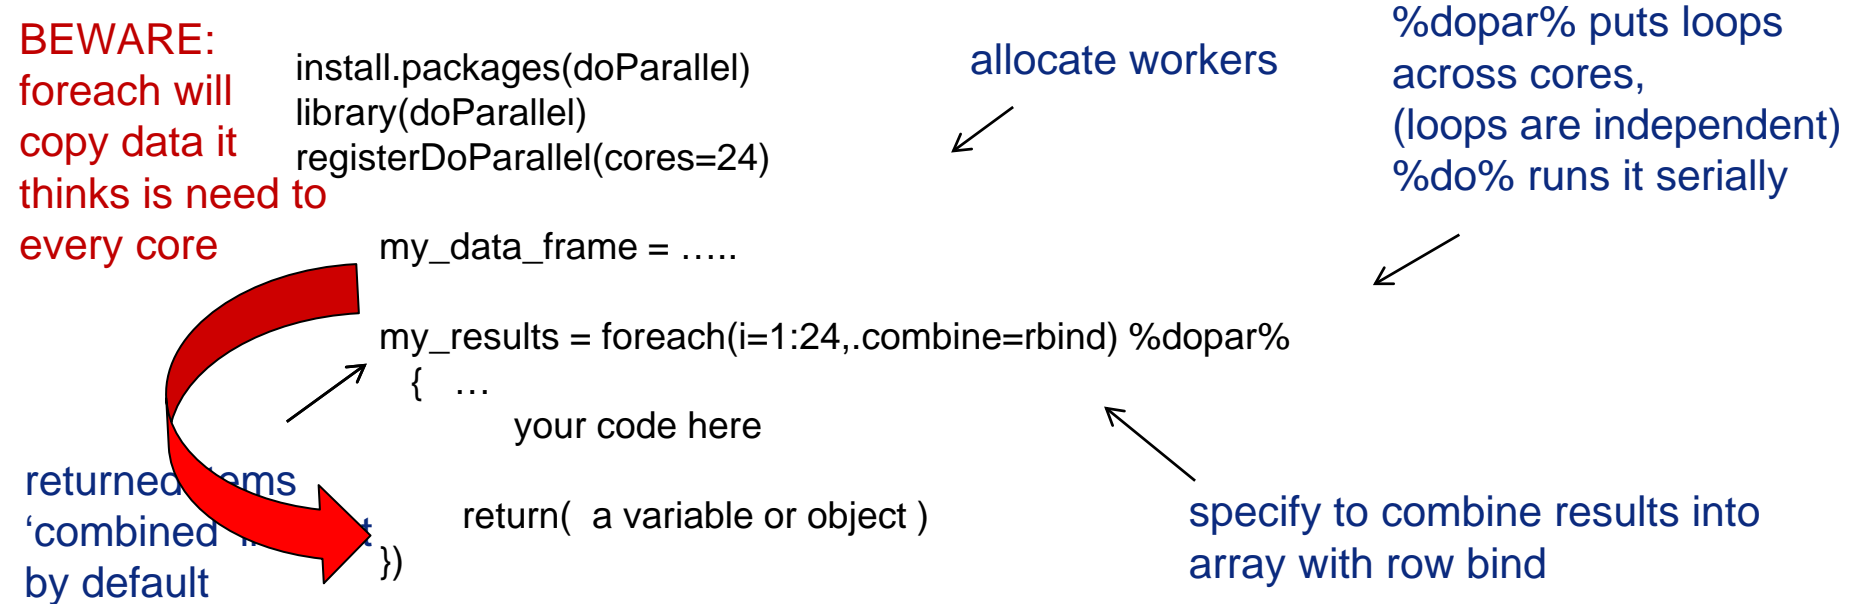 BEWARE:
foreach will
copy data it
thinks is need to
every core
install.packages(doParallel)
library(doParallel)
registerDoParallel(cores=24)
allocate workers
%dopar% puts loops
across cores,
(loops are independent)
%do% runs it serially
my_data_frame = …..
my_results = foreach(i=1:24,.combine=rbind) %dopar%
{ …
your code here
return( a variable or object )
})
returned
‘combined
by default
specify to combine results into
array with row bind